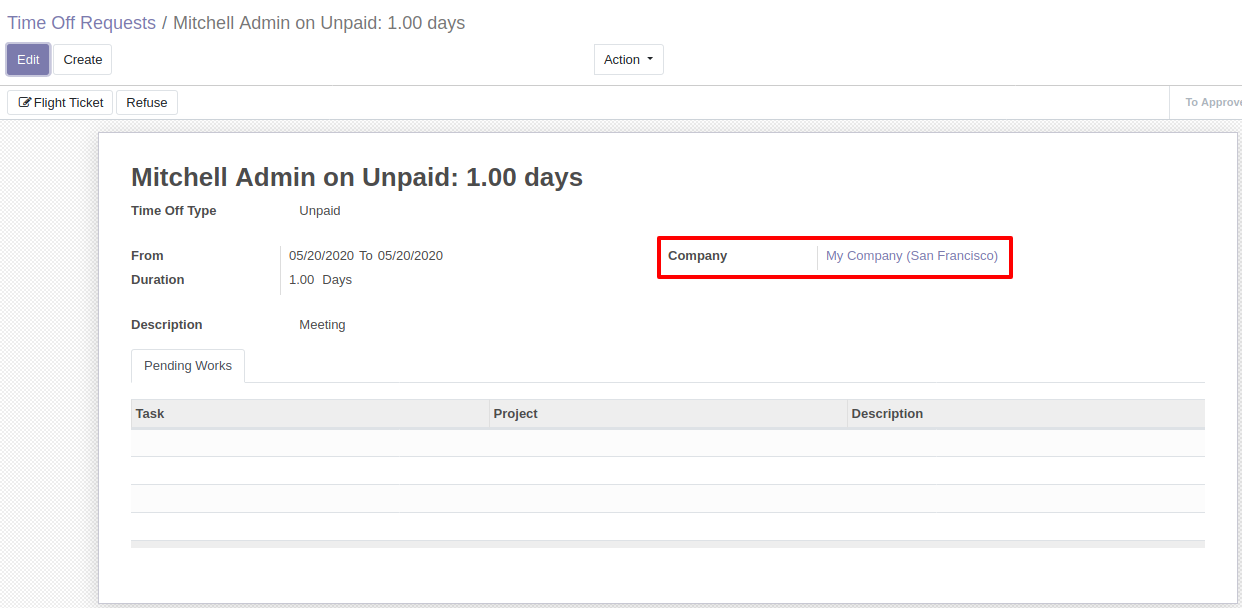 Time Off Requests / Mitchell Admin on Unpaid: 1.00 days
Edit Create Action
Flight Ticket Refuse To Approve
Mitchell Admin on Unpaid: 1.00 days
Time Off Type Unpaid
From 05/20/2020 To 05/20/2020 Company My Company (San Francisco)
Duration 1.00 Days
Description Meeting
Pending Works
Task Project Description